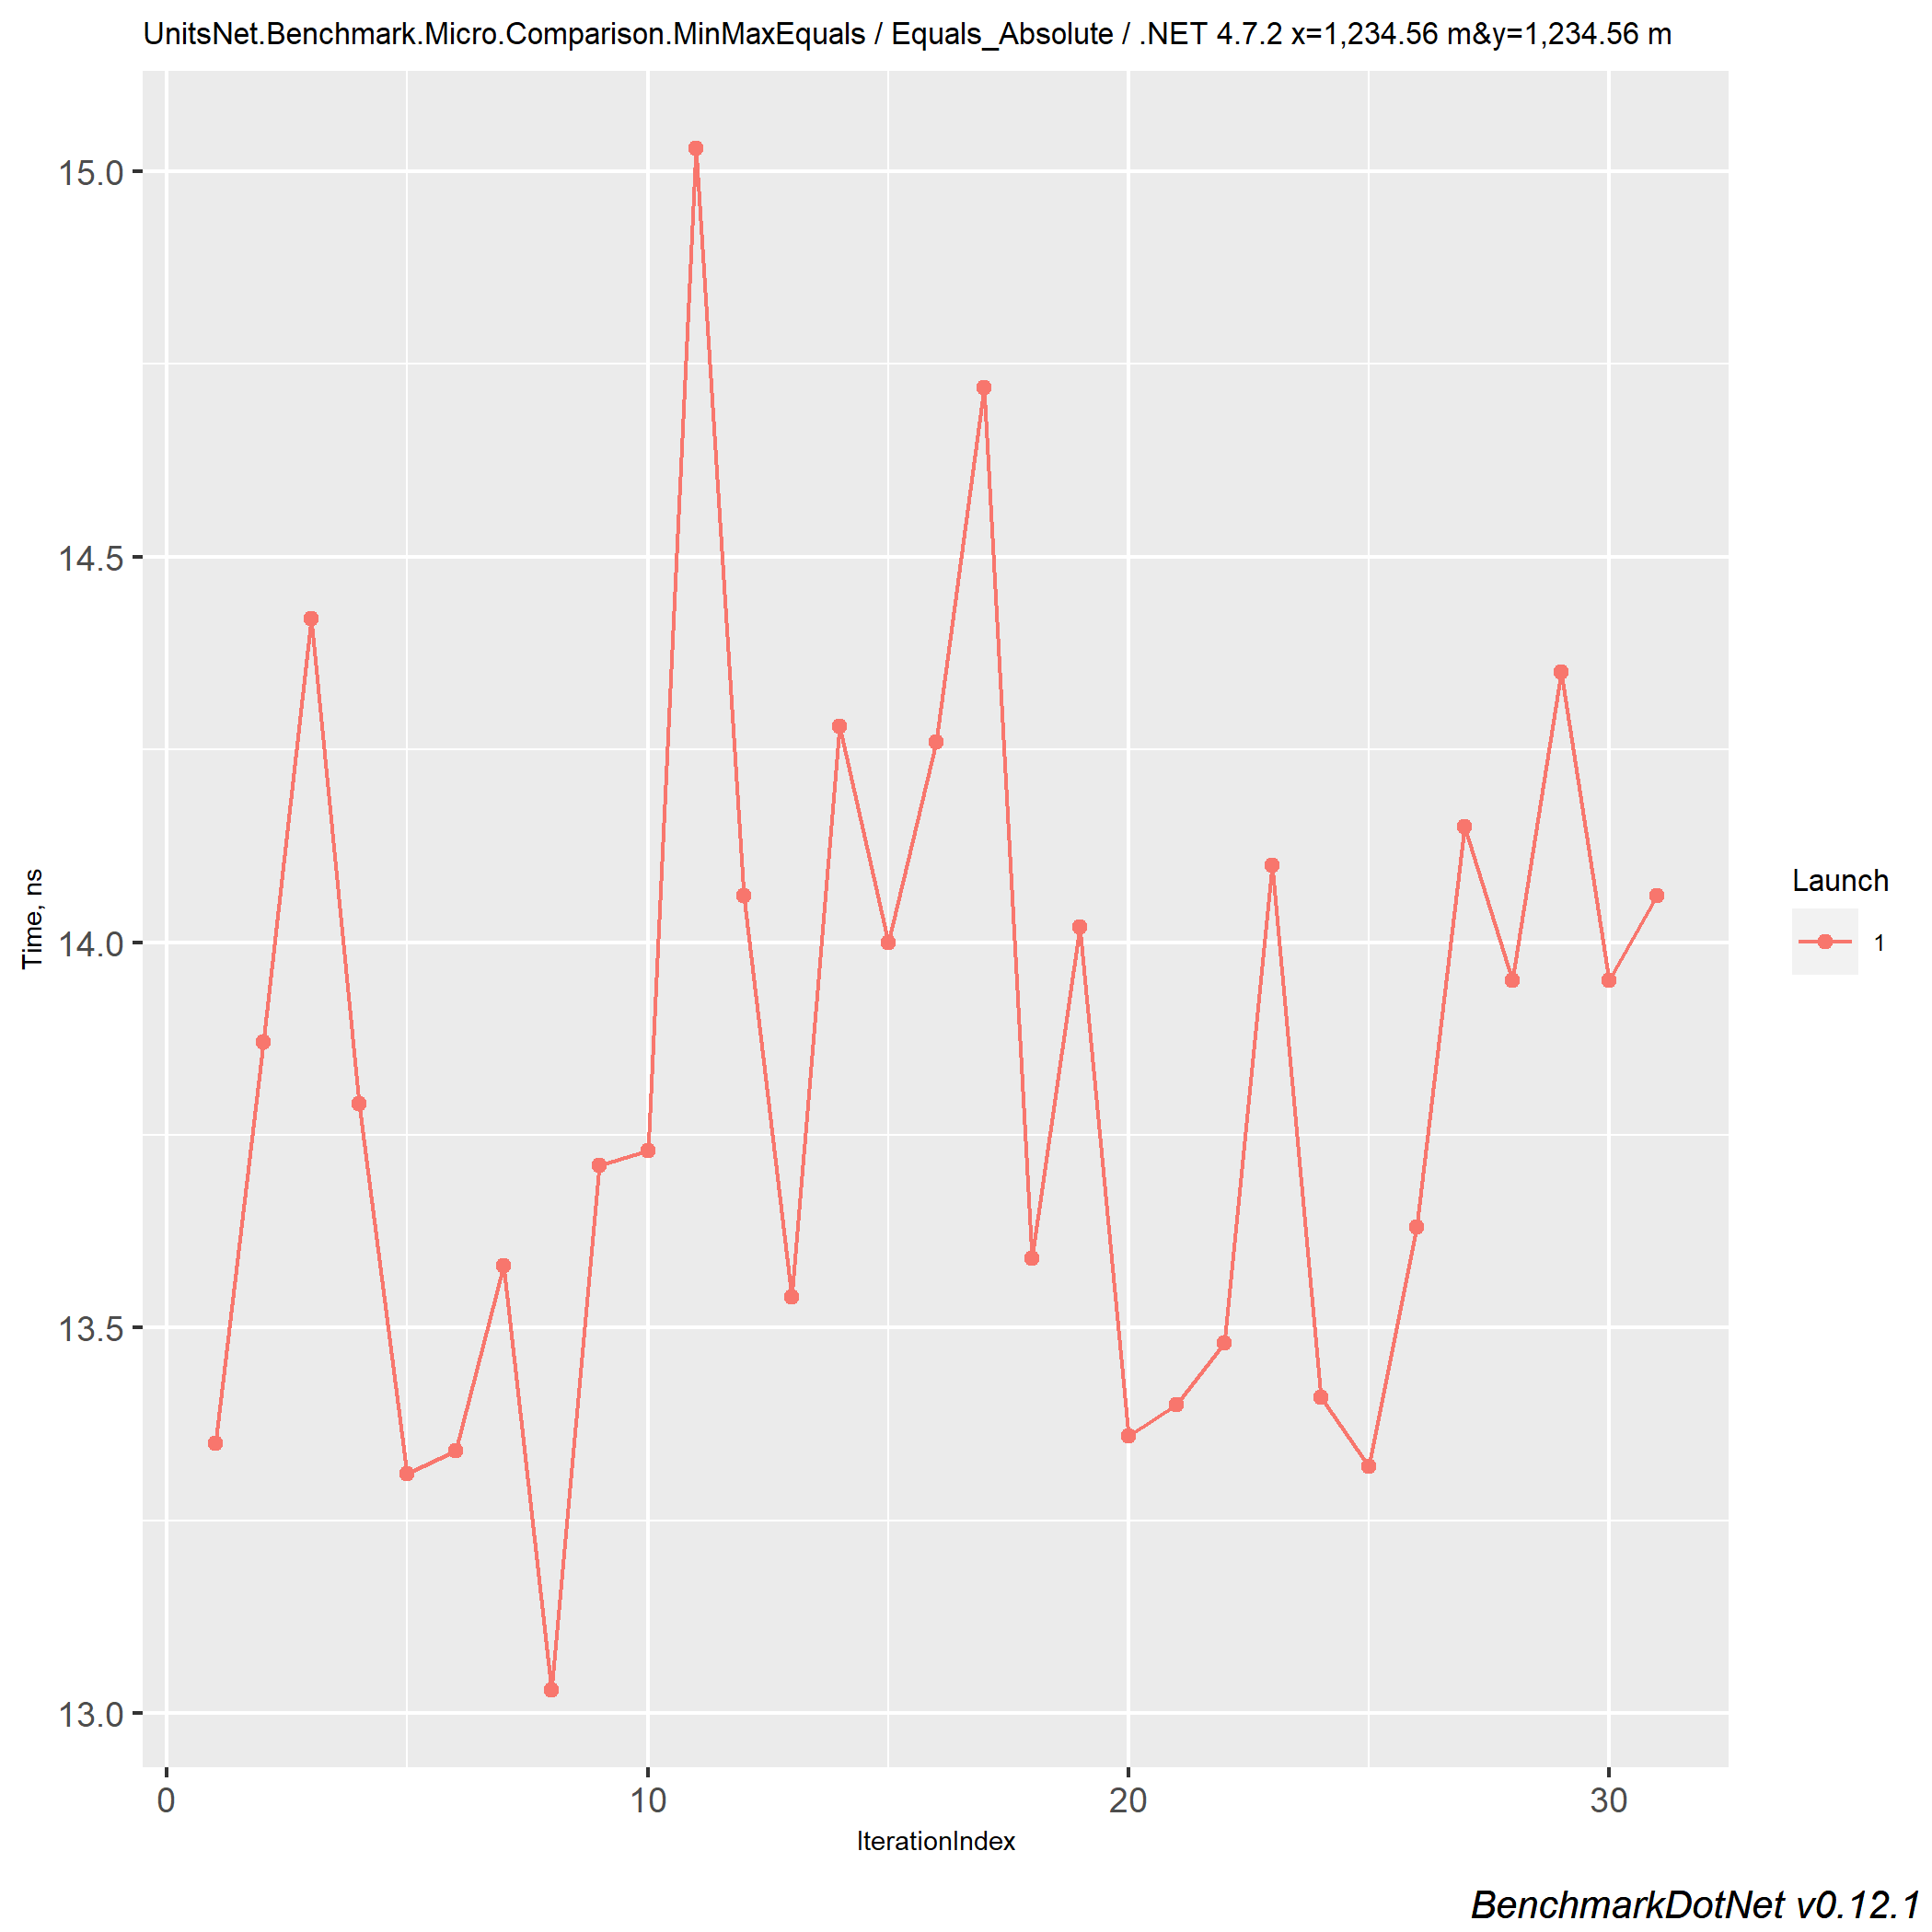 UnitsNet.Benchmark.Micro.Comparison.MinMaxEquals / Equals_Absolute / .NET 4.7.2 x=1,234.56 m&y=1,234.56 m
15.0
14.5
14.0
13.5
13.0
Time, ns
0 10 20 30
IterationIndex
Launch
1
BenchmarkDotNet v0.12.1